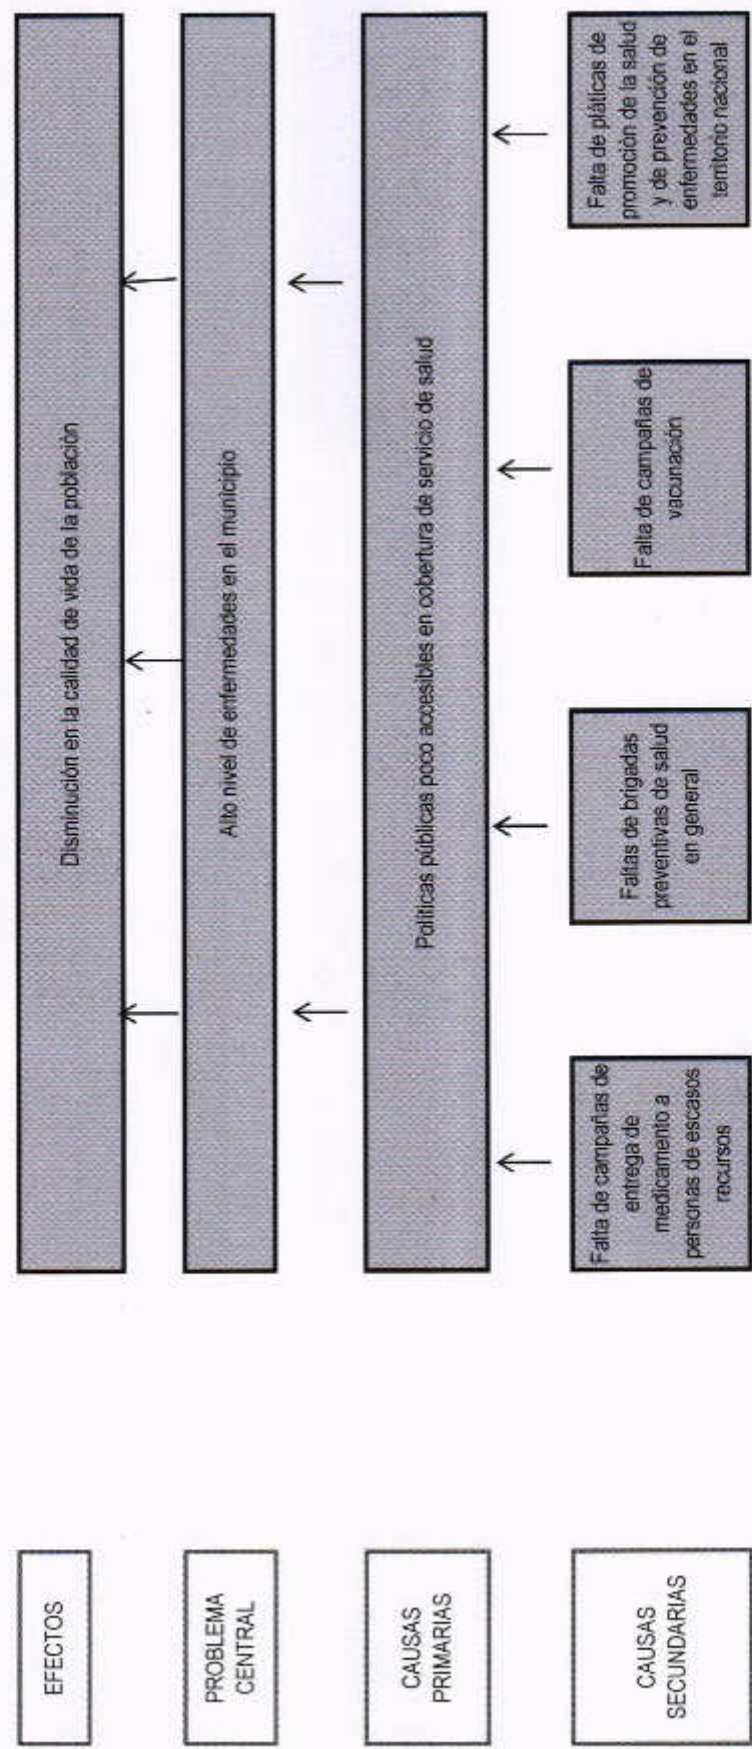 EFECTOS
Disminución en la calidad de vida de la población
PROBLEMA
CENTRAL
Alto nivel de enfermedades en el municipio
CAUSAS
PRIMARIAS
Políticas públicas poco accesibles en cobertura de servicio de salud
CAUSAS
SECUNDARIAS
Falta de campañas de
entrega de
medicamento a
personas de escasos
recursos
Faltas de brigadas
preventivas de salud
en general
Falta de campañas de
vacunación
Falta de pláticas de
promoción de la salud
y de prevención de
enfermedades en el
territorio nacional